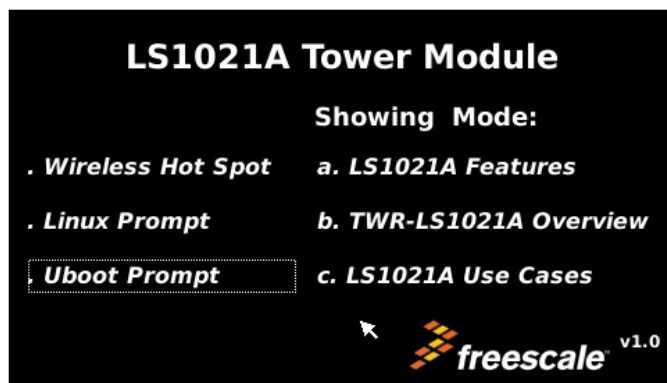 LS1021A Tower Module
Showing Mode:
. Wireless Hot Spot
a. LS1021A Features
. Linux Prompt
b. TWR-LS1021A Overview
. Uboot Prompt
c. LS1021A Use Cases
freescale™ v1.0